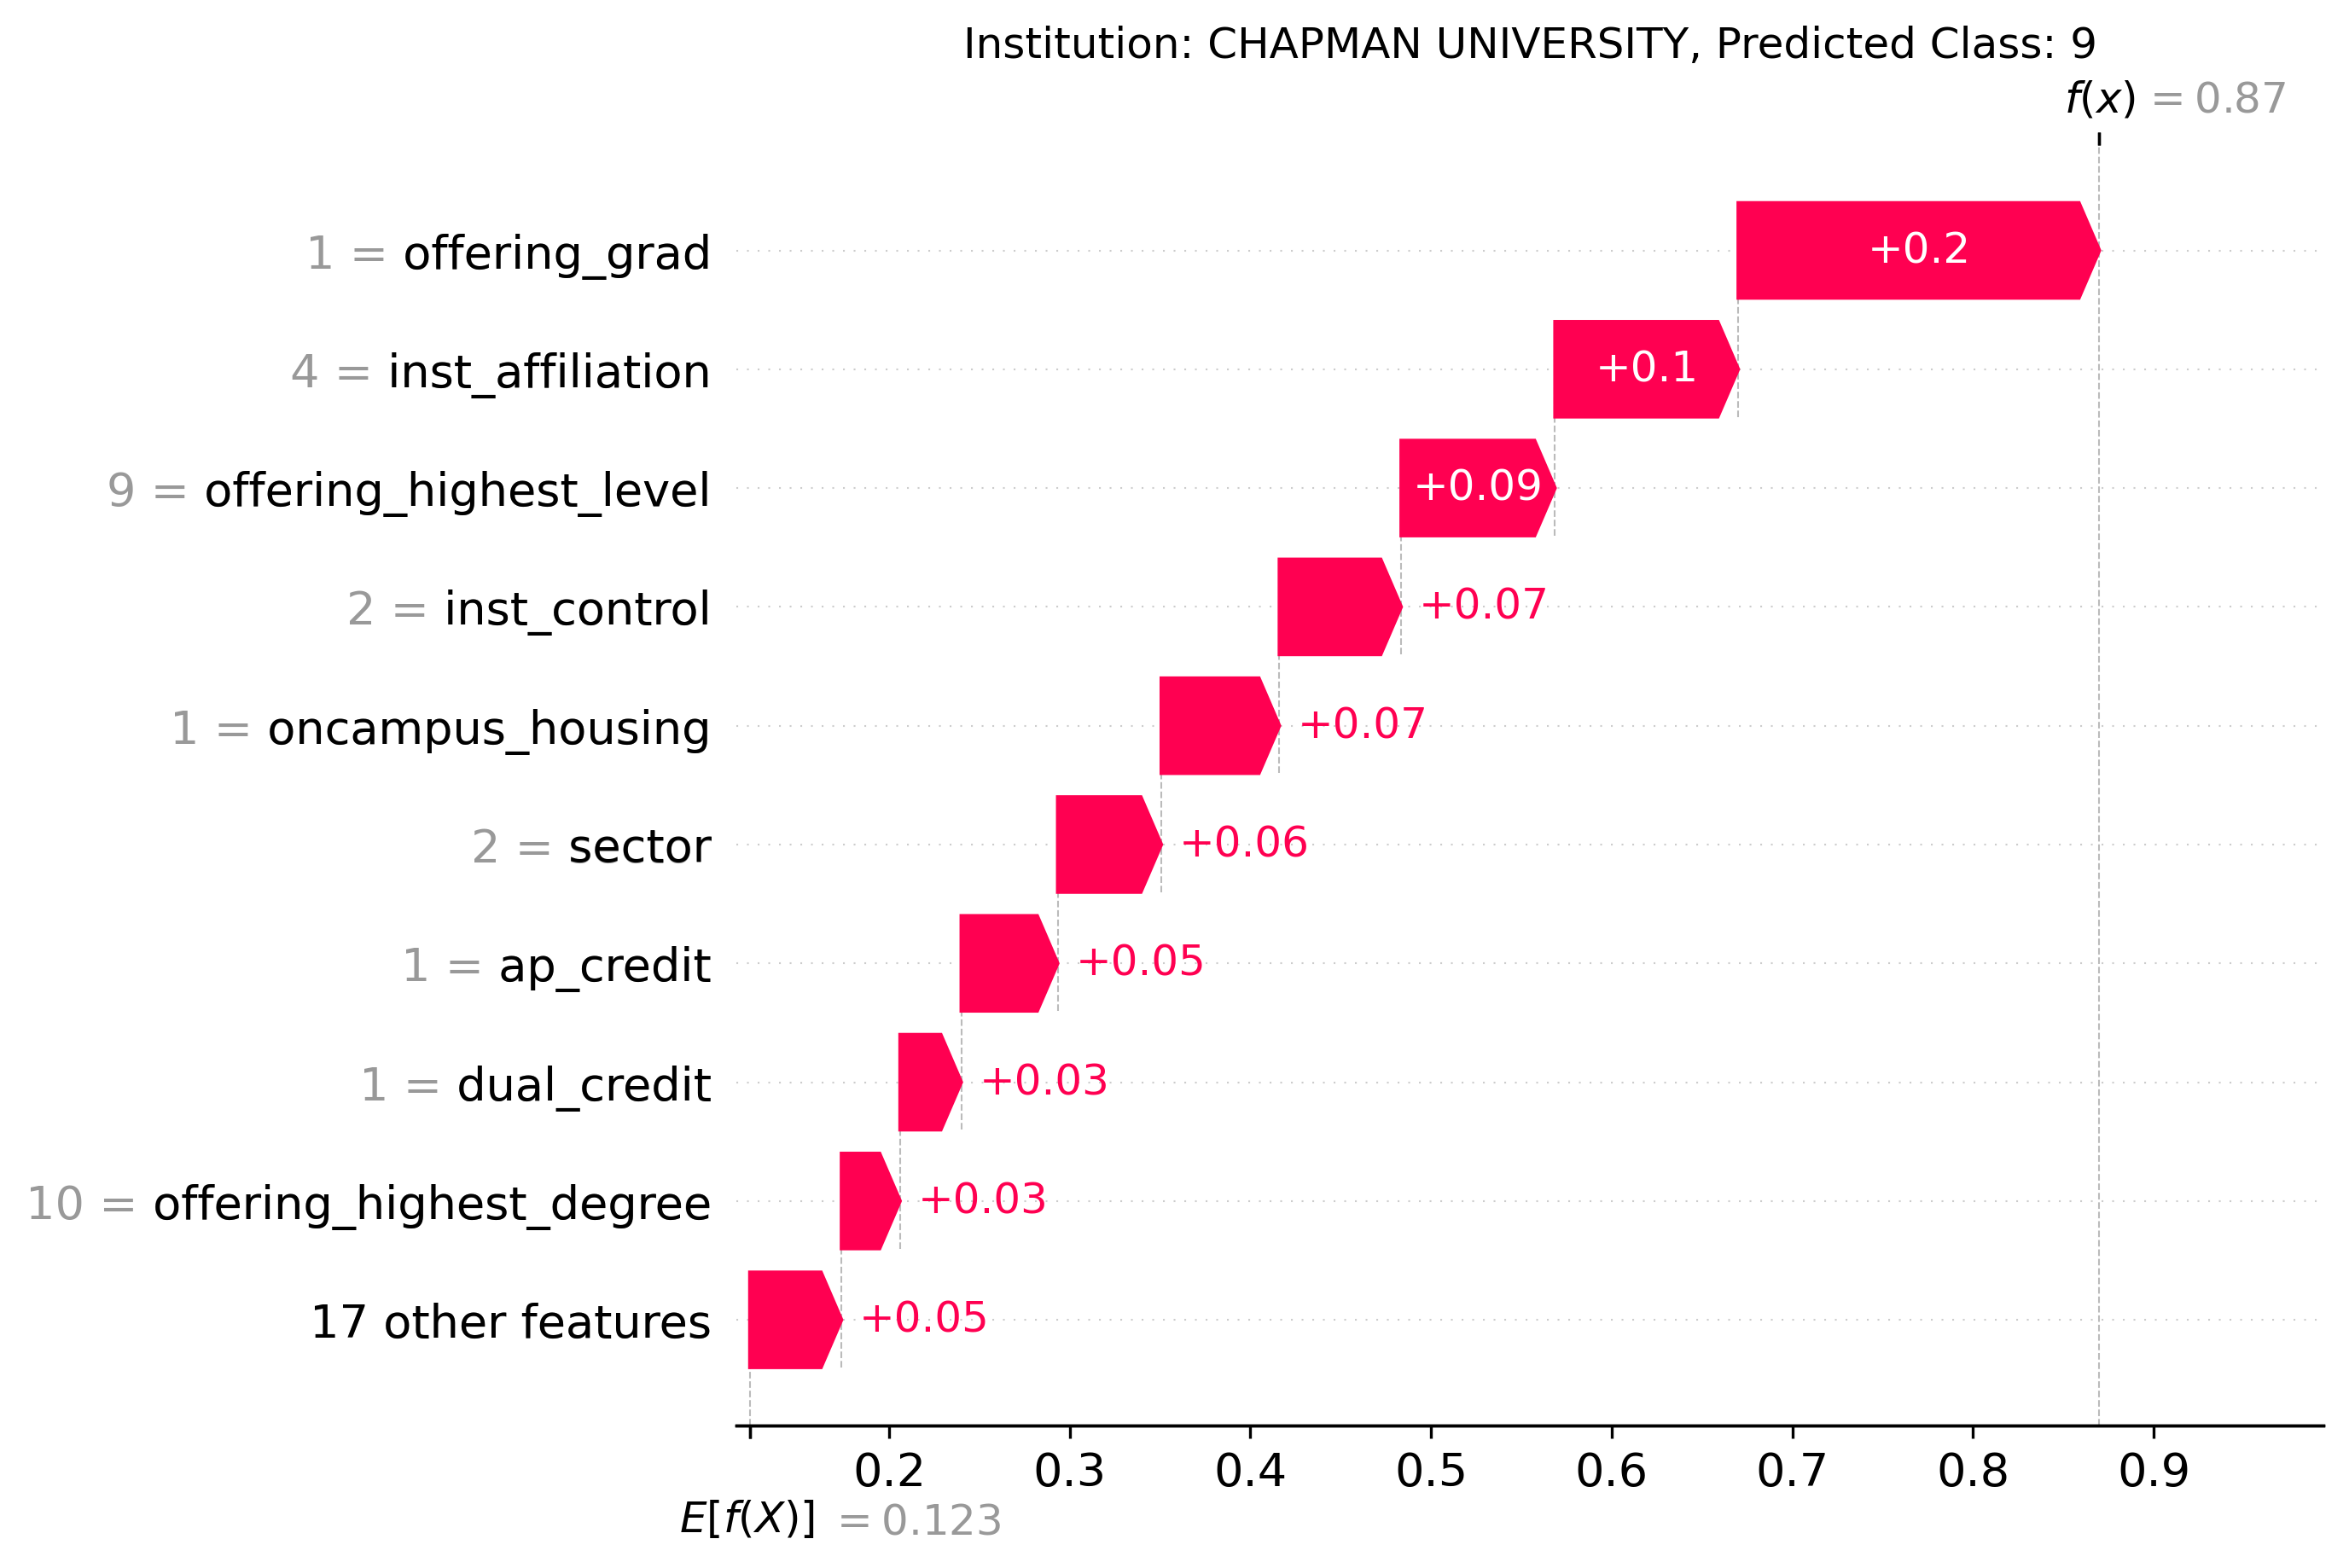 Institution: CHAPMAN UNIVERSITY, Predicted Class: 9
f(x) = 0.87
1 = offering_grad +0.2
4 = inst_affiliation +0.1
9 = offering_highest_level +0.09
2 = inst_control +0.07
1 = oncampus_housing +0.07
2 = sector +0.06
1 = ap_credit +0.05
1 = dual_credit +0.03
10 = offering_highest_degree +0.03
17 other features +0.05
0.2 0.3 0.4 0.5 0.6 0.7 0.8 0.9
E[f(X)] = 0.123